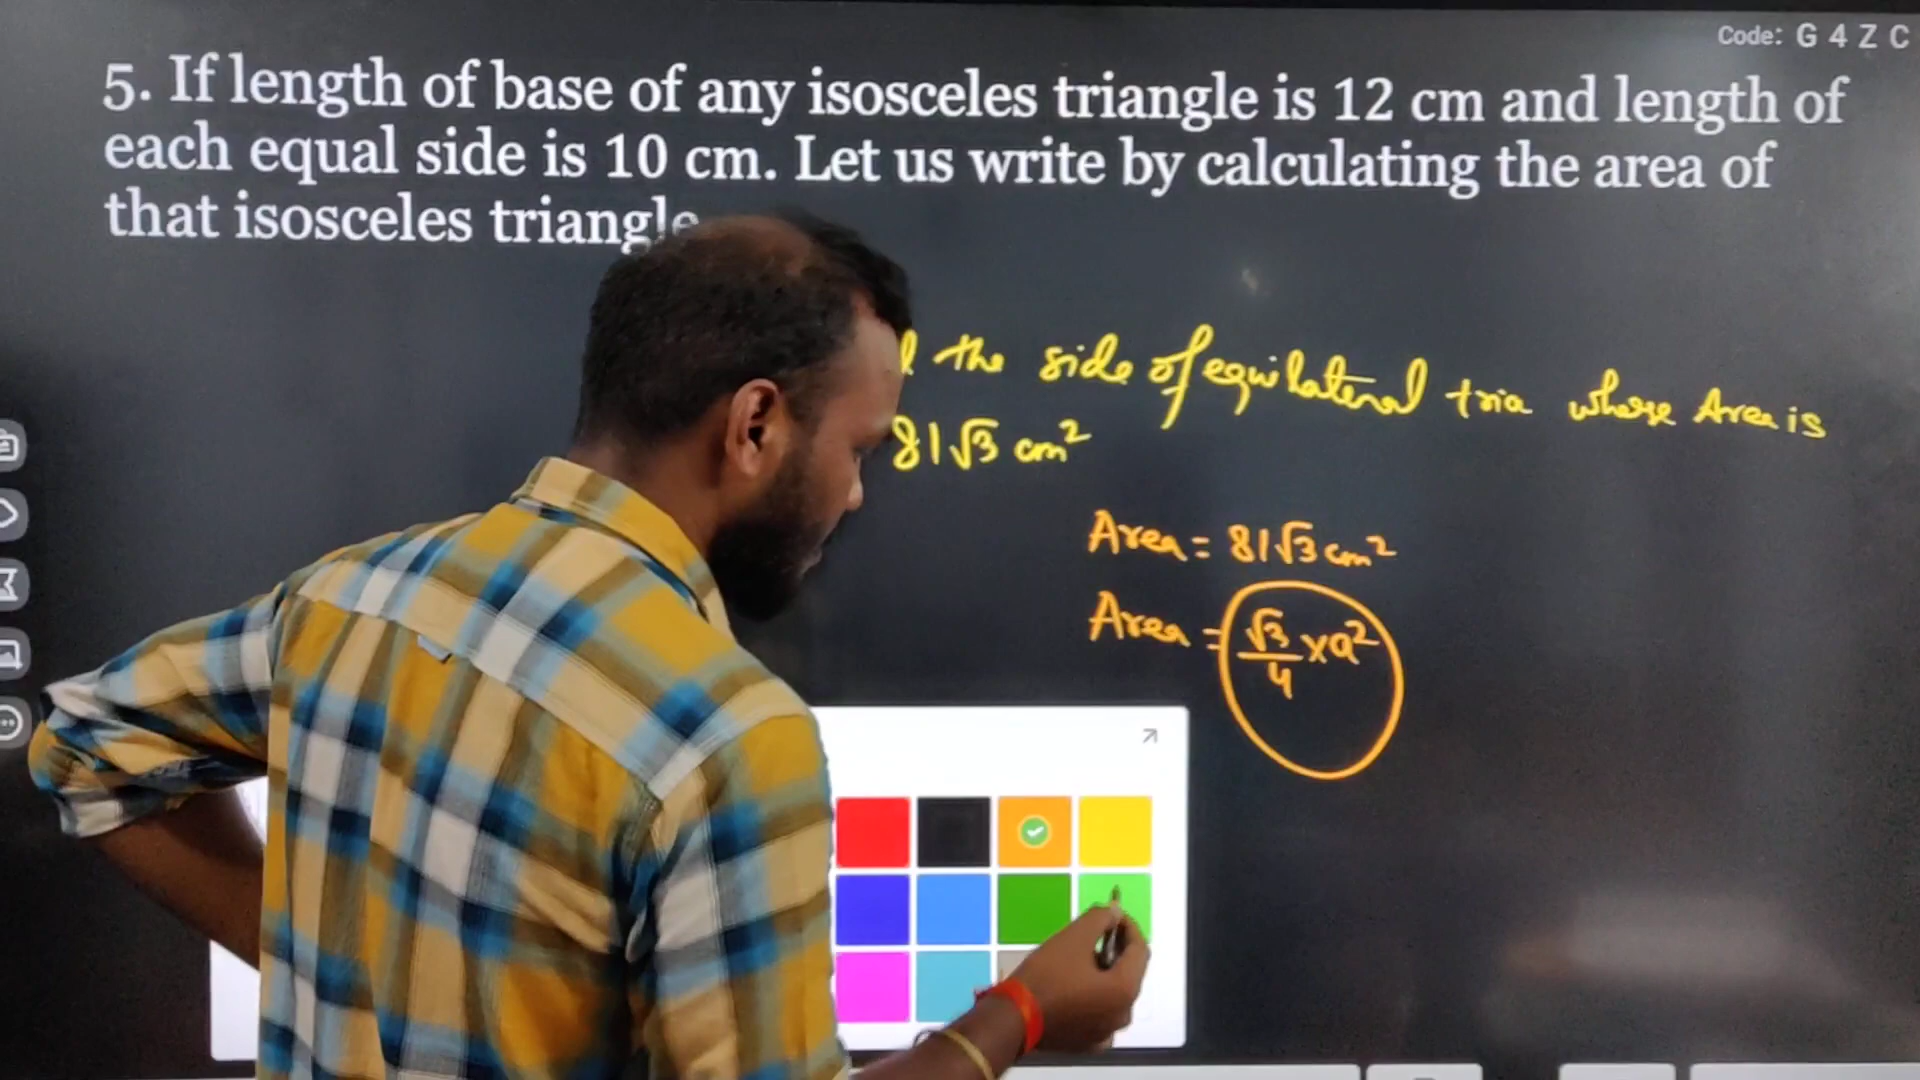 Code: G 4 Z C
5. If length of base of any isosceles triangle is 12 cm and length of
each equal side is 10 cm. Let us write by calculating the area of
that isosceles triangle
the side of equilateral tria whose Area is
81√3 cm²
Area = 81√3 cm²
Area = √3/4 × a²